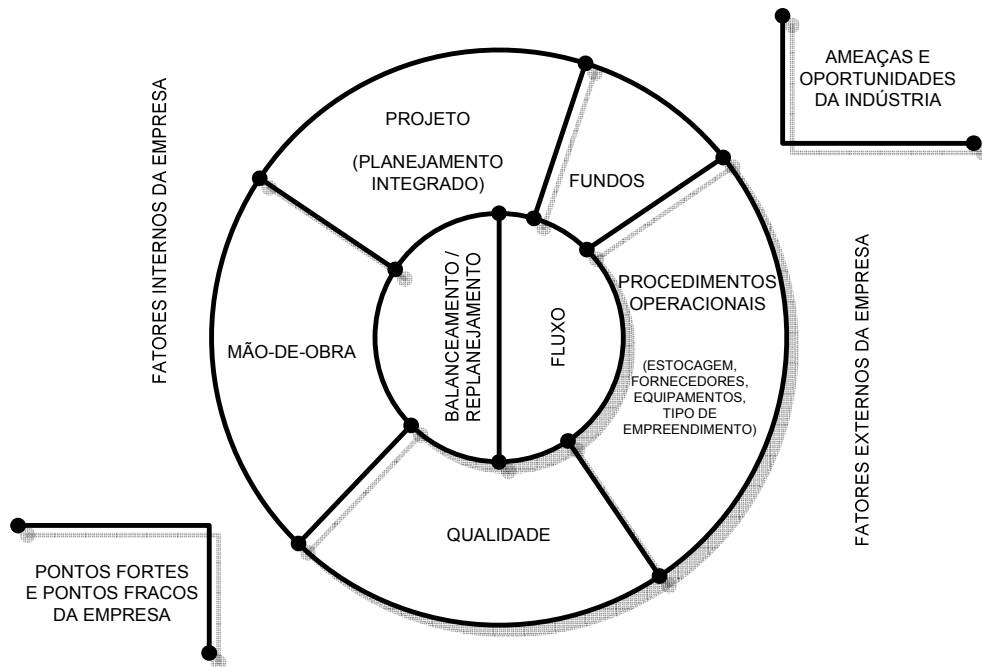 AMEAÇAS E
OPORTUNIDADES
DA INDÚSTRIA
FATORES INTERNOS DA EMPRESA
PROJETO
(PLANEJAMENTO
INTEGRADO)
FUNDOS
PROCEDIMENTOS
OPERACIONAIS
(ESTOCAGEM,
FORNECEDORES,
EQUIPAMENTOS,
TIPO DE
EMPREENDIMENTO)
FATORES EXTERNOS DA EMPRESA
MÃO-DE-OBRA
BALANCEAMENTO /
REPLANEJAMENTO
FLUXO
QUALIDADE
PONTOS FORTES
E PONTOS FRACOS
DA EMPRESA